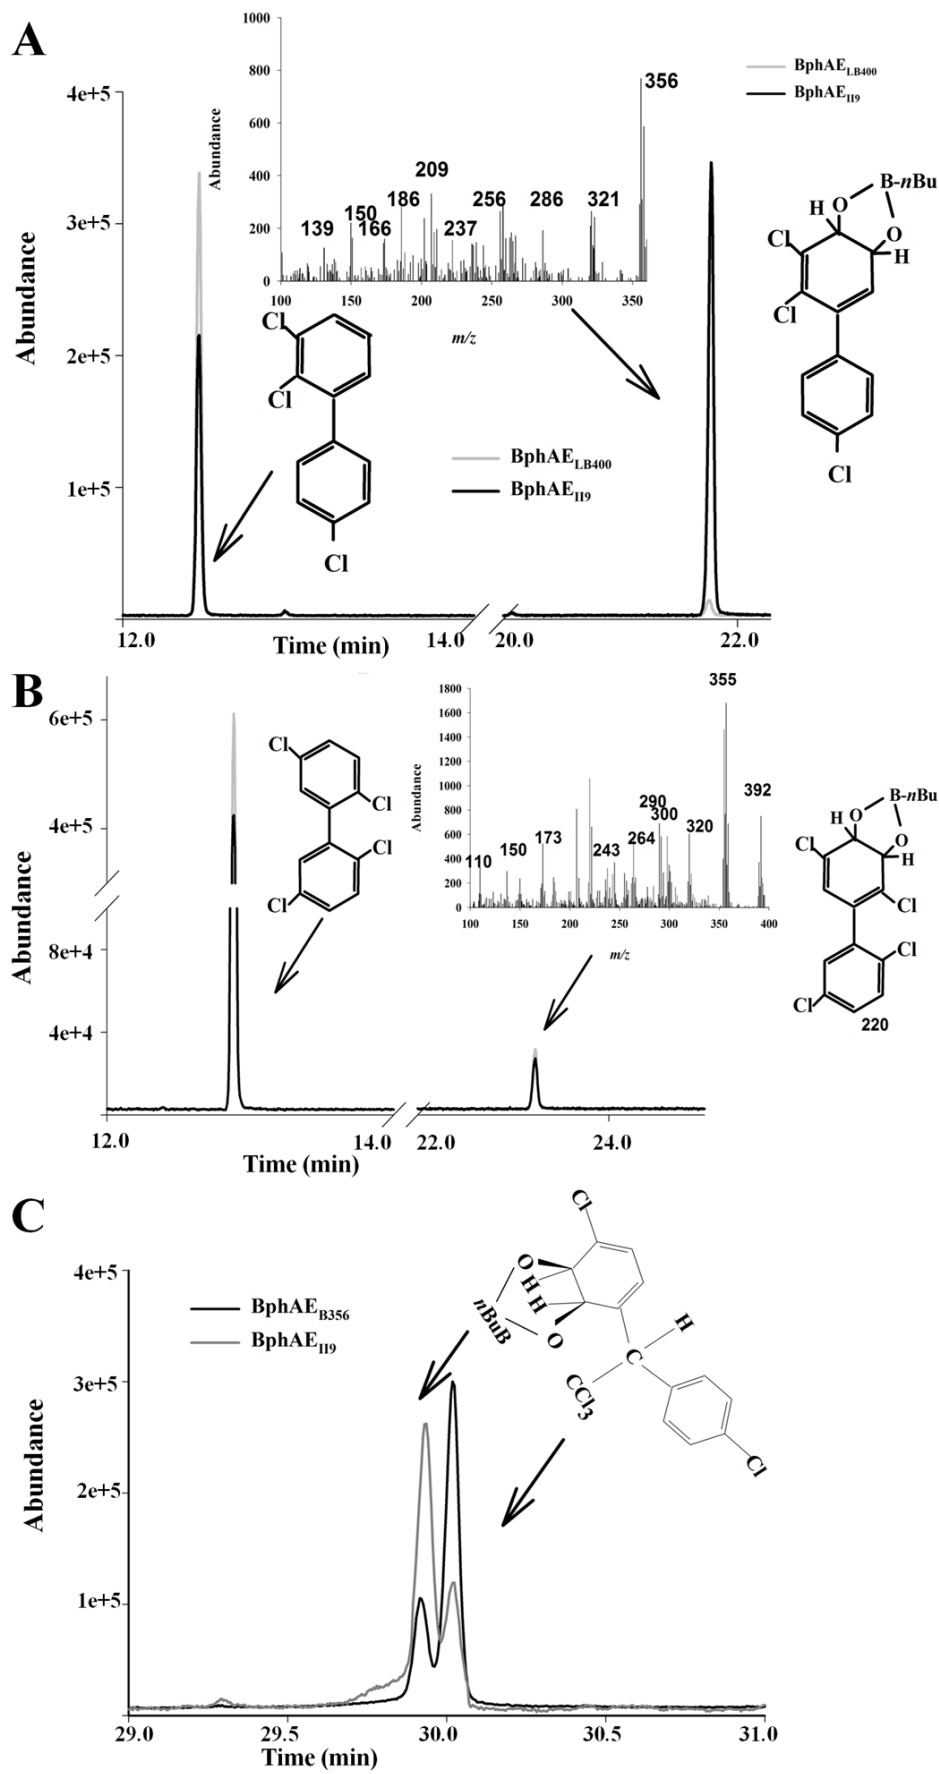 A
1000
800
600
400
200
0
Abundance
356
209
186
256
286
321
150
166
139
237
100
150
200
250
300
350
m/z
BphAELB400
BphAEII9
4e+5
3e+5
2e+5
1e+5
Abundance
Cl
Cl
Cl
BphAELB400
BphAEII9
B-nBu
O
H
O
H
Cl
Cl
Cl
12.0
14.0
20.0
22.0
Time (min)
B
6e+5
4e+5
8e+4
4e+4
Abundance
Cl
Cl
Cl
Cl
1800
1600
1400
1200
1000
800
600
400
200
0
Abundance
355
392
290
300
320
264
243
173
150
110
100
150
200
250
300
350
400
m/z
B-nBu
H
O
O
H
Cl
Cl
Cl
Cl
220
12.0
14.0
22.0
24.0
Time (min)
C
4e+5
3e+5
2e+5
1e+5
Abundance
BphAEB356
BphAEII9
Cl
O
H
H
nBuB
O
H
C
CCl3
Cl
29.0
29.5
30.0
30.5
31.0
Time (min)